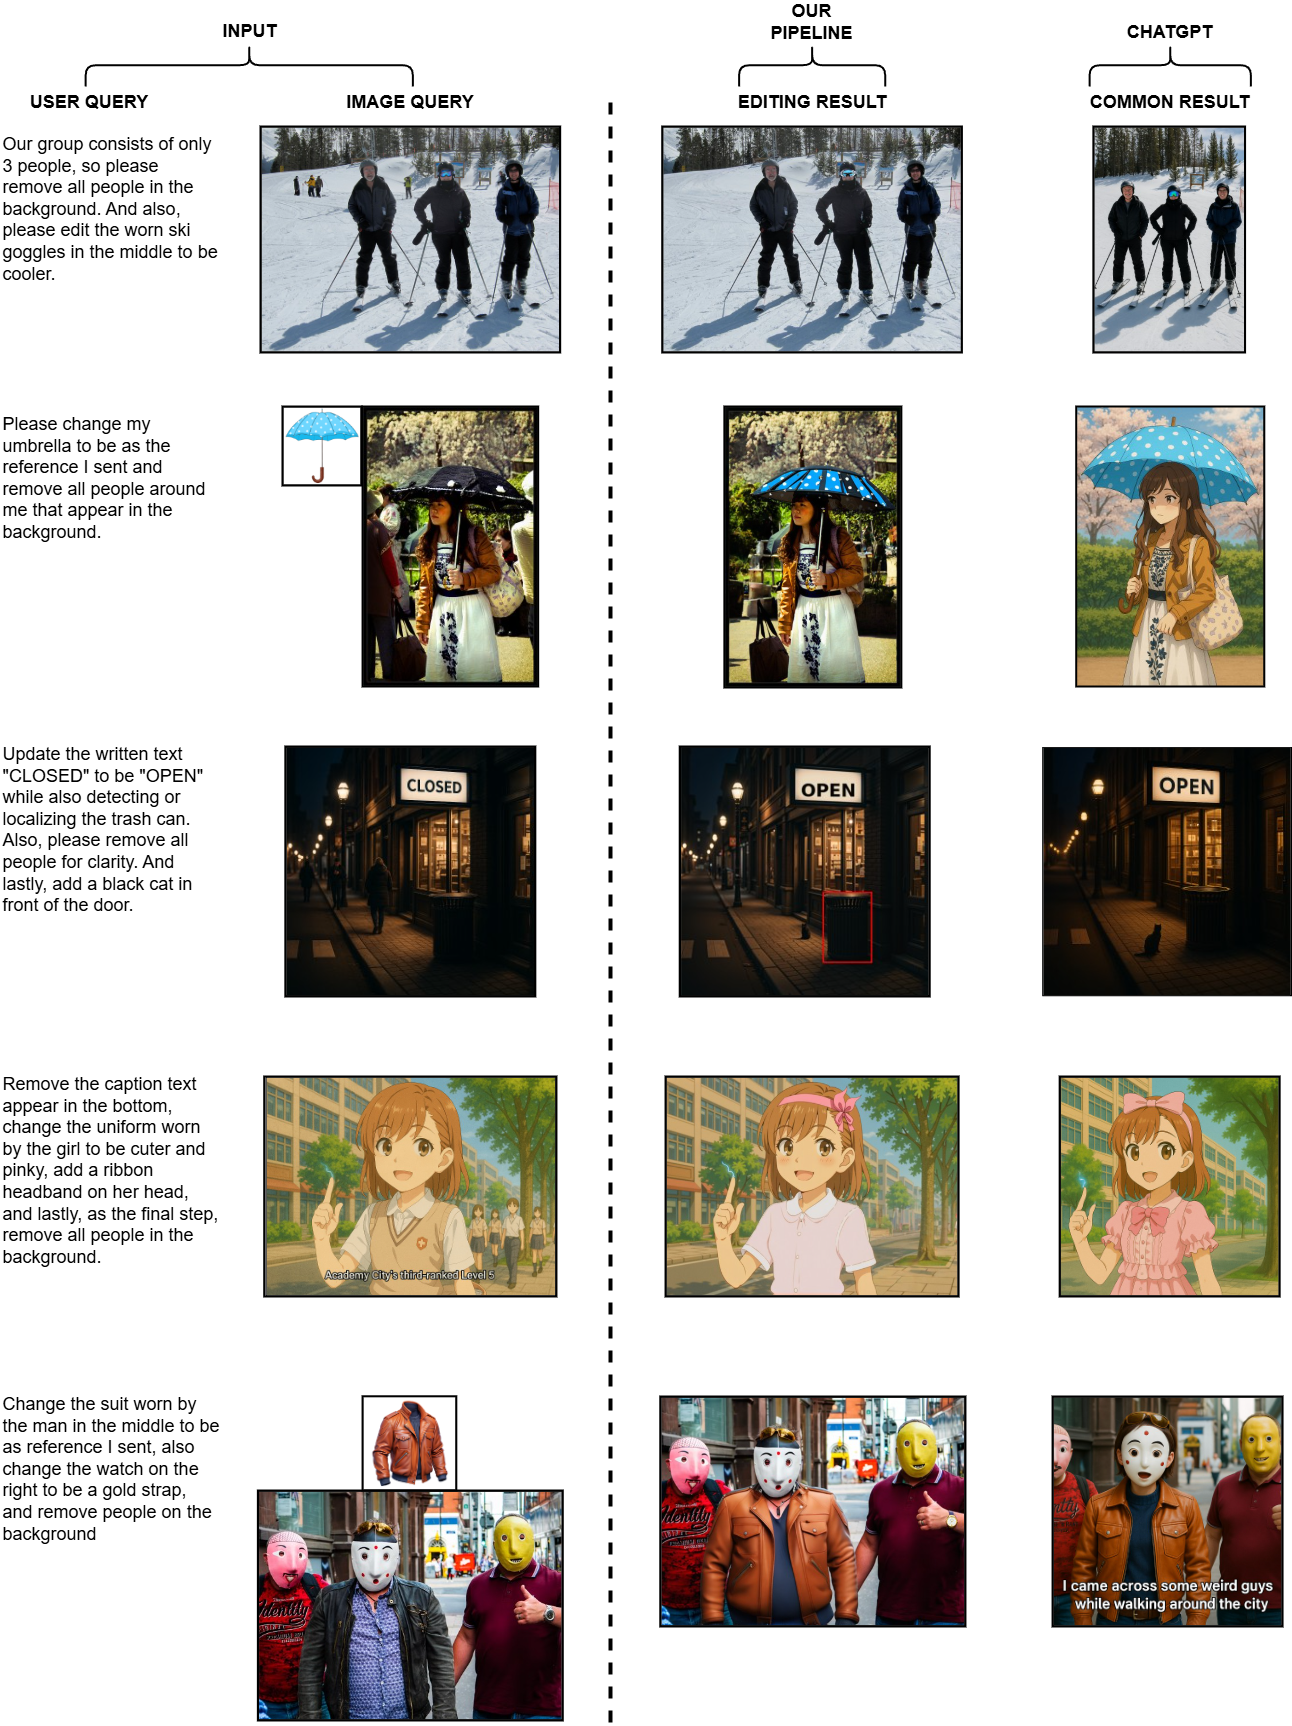 INPUT
OUR
PIPELINE
CHATGPT
USER QUERY
IMAGE QUERY
EDITING RESULT
COMMON RESULT
Our group consists of only
3 people, so please
remove all people in the
background. And also,
please edit the worn ski
goggles in the middle to be
cooler.
Please change my
umbrella to be as the
reference I sent and
remove all people around
me that appear in the
background.
Update the written text
"CLOSED" to be "OPEN"
while also detecting or
localizing the trash can.
Also, please remove all
people for clarity. And
lastly, add a black cat in
front of the door.
CLOSED
OPEN
OPEN
Remove the caption text
appear in the bottom,
change the uniform worn
by the girl to be cuter and
pinky, add a ribbon
headband on her head,
and lastly, as the final step,
remove all people in the
background.
Academy City's third-ranked Level 5
Change the suit worn by
the man in the middle to be
as reference I sent, also
change the watch on the
right to be a gold strap,
and remove people on the
background
Identity
Identity
I came across some weird guys
while walking around the city